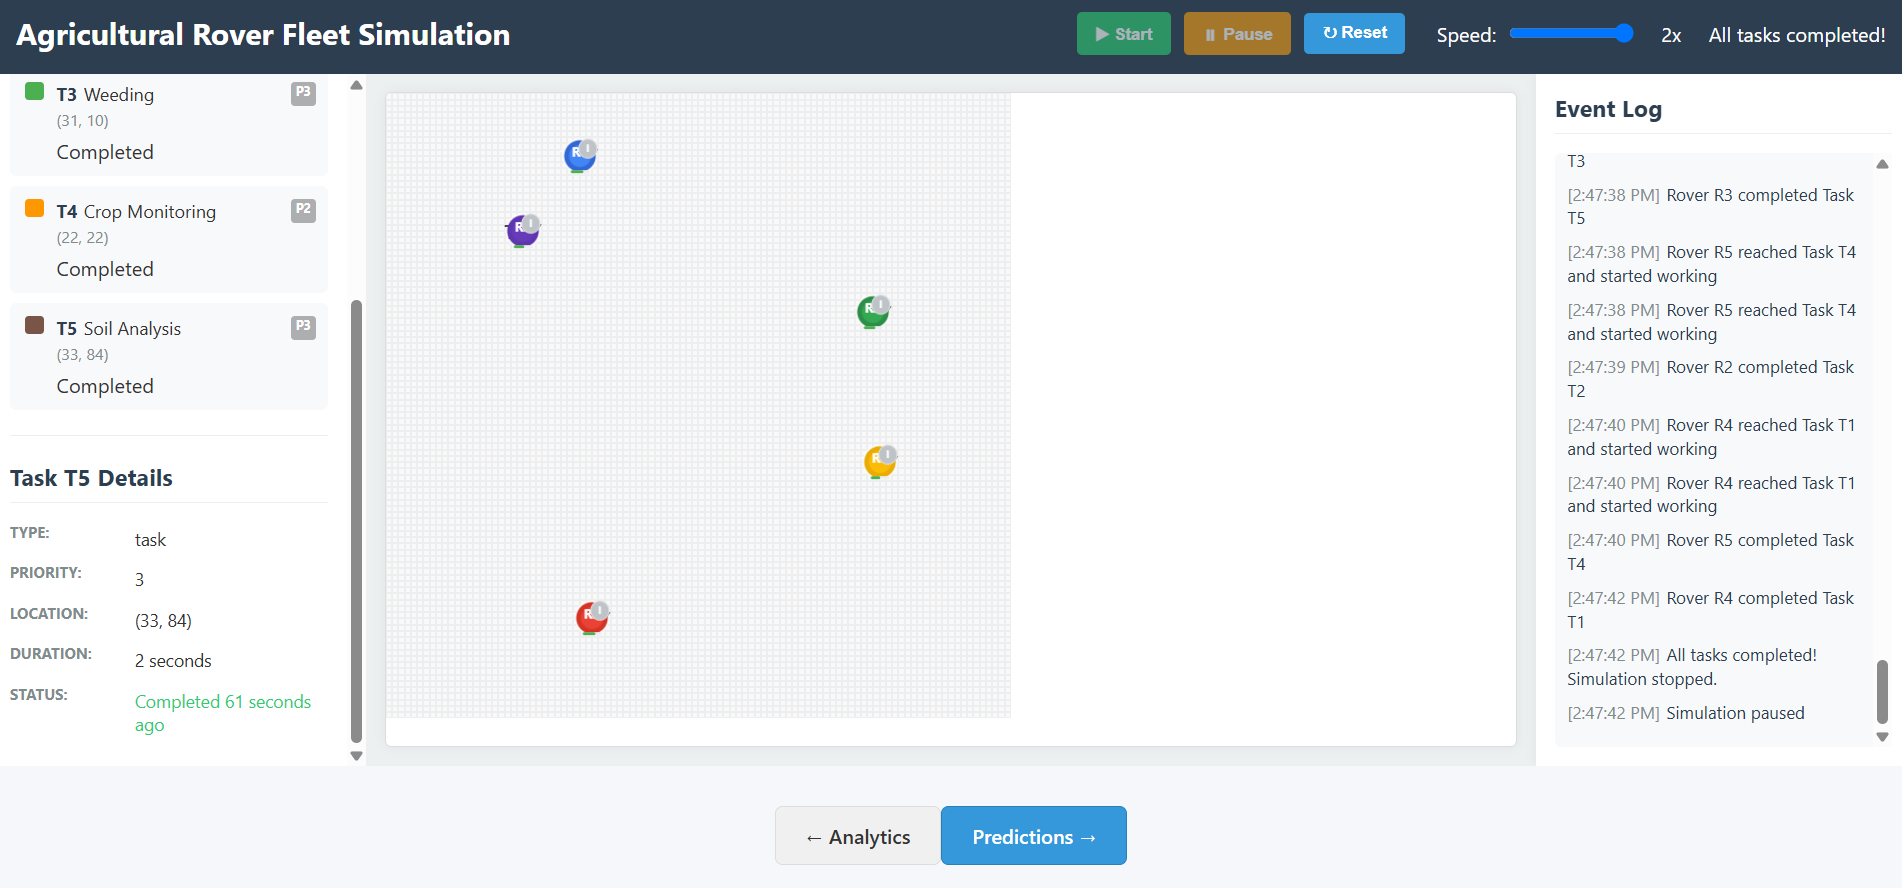 Agricultural Rover Fleet Simulation
▶ Start
⏸ Pause
↻ Reset
Speed:
2x
All tasks completed!
T3 Weeding
P3
(31, 10)
Completed
T4 Crop Monitoring
P2
(22, 22)
Completed
T5 Soil Analysis
P3
(33, 84)
Completed
Task T5 Details
TYPE:
task
PRIORITY:
3
LOCATION:
(33, 84)
DURATION:
2 seconds
STATUS:
Completed 61 seconds
ago
Event Log
T3
[2:47:38 PM] Rover R3 completed Task
T5
[2:47:38 PM] Rover R5 reached Task T4
and started working
[2:47:38 PM] Rover R5 reached Task T4
and started working
[2:47:39 PM] Rover R2 completed Task
T2
[2:47:40 PM] Rover R4 reached Task T1
and started working
[2:47:40 PM] Rover R4 reached Task T1
and started working
[2:47:40 PM] Rover R5 completed Task
T4
[2:47:42 PM] Rover R4 completed Task
T1
[2:47:42 PM] All tasks completed!
Simulation stopped.
[2:47:42 PM] Simulation paused
← Analytics
Predictions →